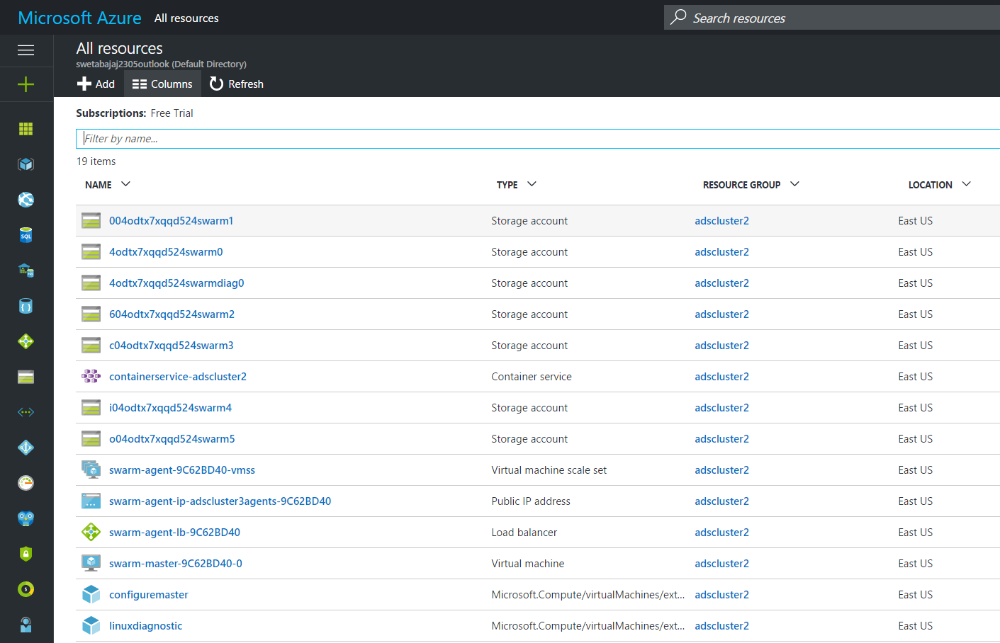 Microsoft Azure All resources Search resources
All resources
swetabajaj2305outlook (Default Directory)
Add Columns Refresh
Subscriptions: Free Trial
Filter by name...
19 items
NAME TYPE RESOURCE GROUP LOCATION
004odtx7xqqd524swarm1 Storage account adscluster2 East US
4odtx7xqqd524swarm0 Storage account adscluster2 East US
4odtx7xqqd524swarmdiag0 Storage account adscluster2 East US
604odtx7xqqd524swarm2 Storage account adscluster2 East US
c04odtx7xqqd524swarm3 Storage account adscluster2 East US
containerservice-adscluster2 Container service adscluster2 East US
i04odtx7xqqd524swarm4 Storage account adscluster2 East US
o04odtx7xqqd524swarm5 Storage account adscluster2 East US
swarm-agent-9C62BD40-vmss Virtual machine scale set adscluster2 East US
swarm-agent-ip-adscluster3agents-9C62BD40 Public IP address adscluster2 East US
swarm-agent-lb-9C62BD40 Load balancer adscluster2 East US
swarm-master-9C62BD40-0 Virtual machine adscluster2 East US
configuremaster Microsoft.Compute/virtualMachines/ext... adscluster2 East US
linuxdiagnostic Microsoft.Compute/virtualMachines/ext... adscluster2 East US